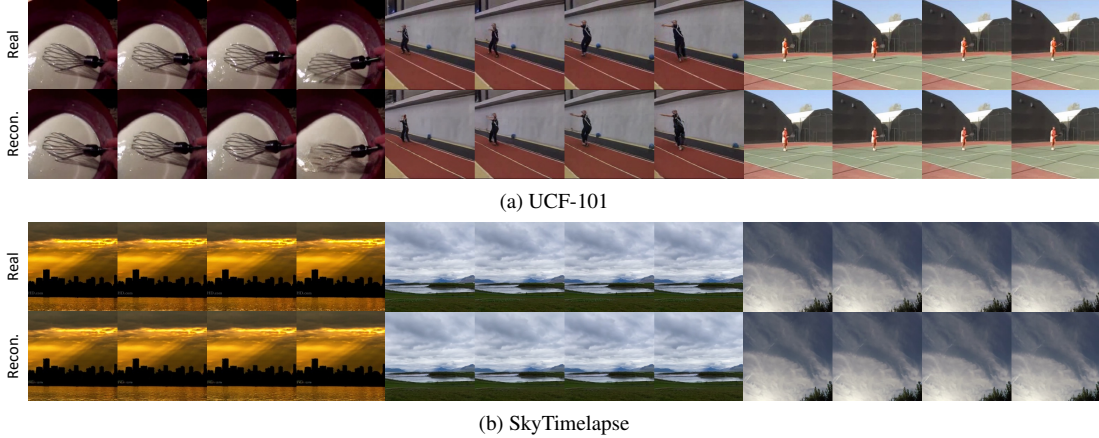 Real
Recon.
(a) UCF-101
Real
Recon.
(b) SkyTimelapse